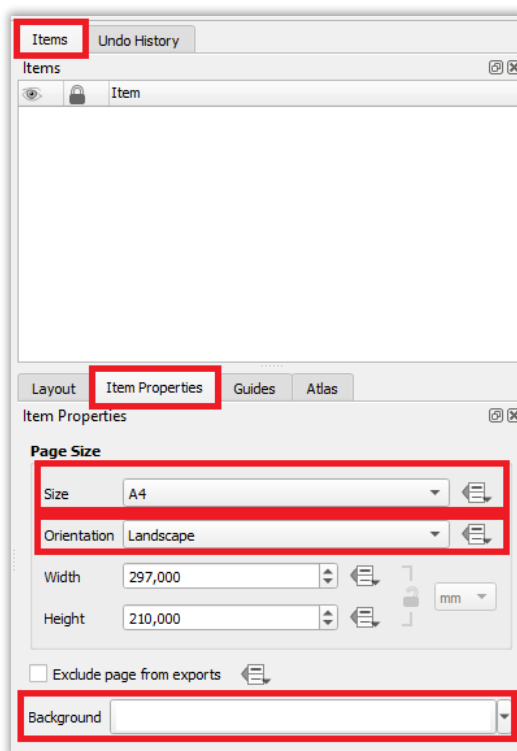 Items Undo History
Items
Item
Layout Item Properties Guides Atlas
Item Properties
Page Size
Size A4
Orientation Landscape
Width 297,000
mm
Height 210,000
Exclude page from exports
Background